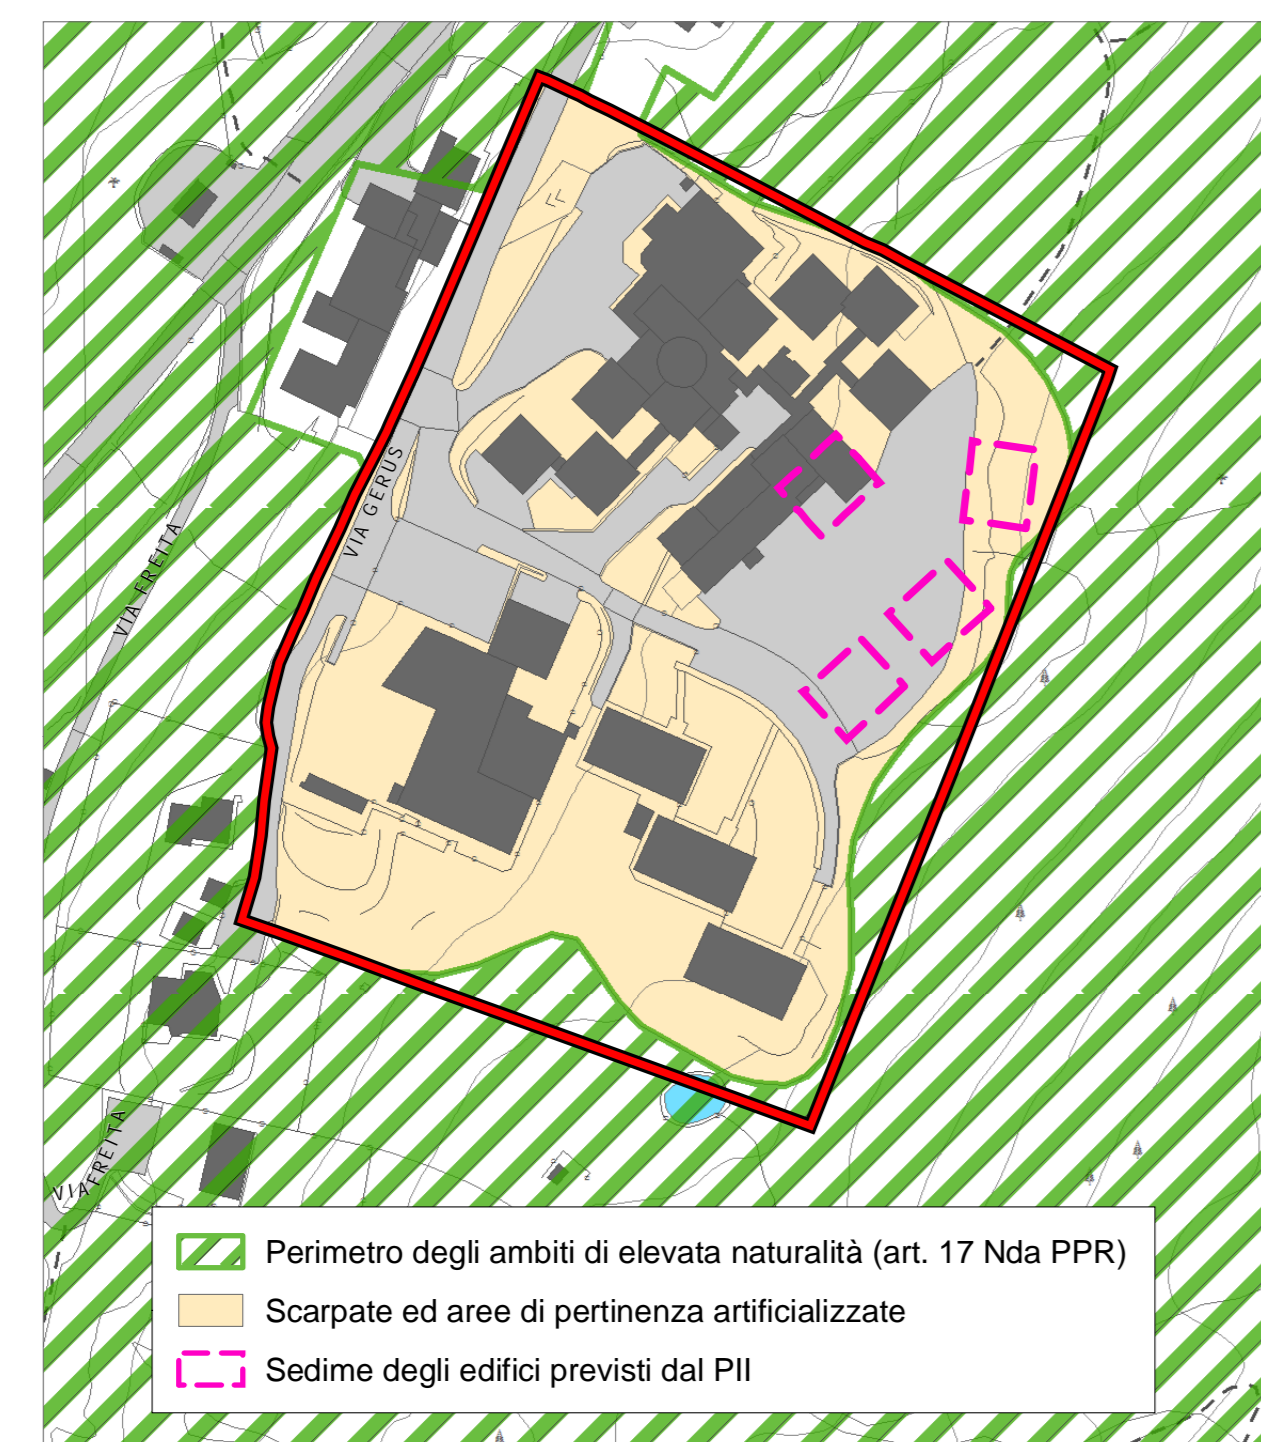 VIA GERUS
VIA FREITA
VIA FREITA
Perimetro degli ambiti di elevata naturalità (art. 17 Nda PPR)
Scarpate ed aree di pertinenza artificializzate
Sedime degli edifici previsti dal PII